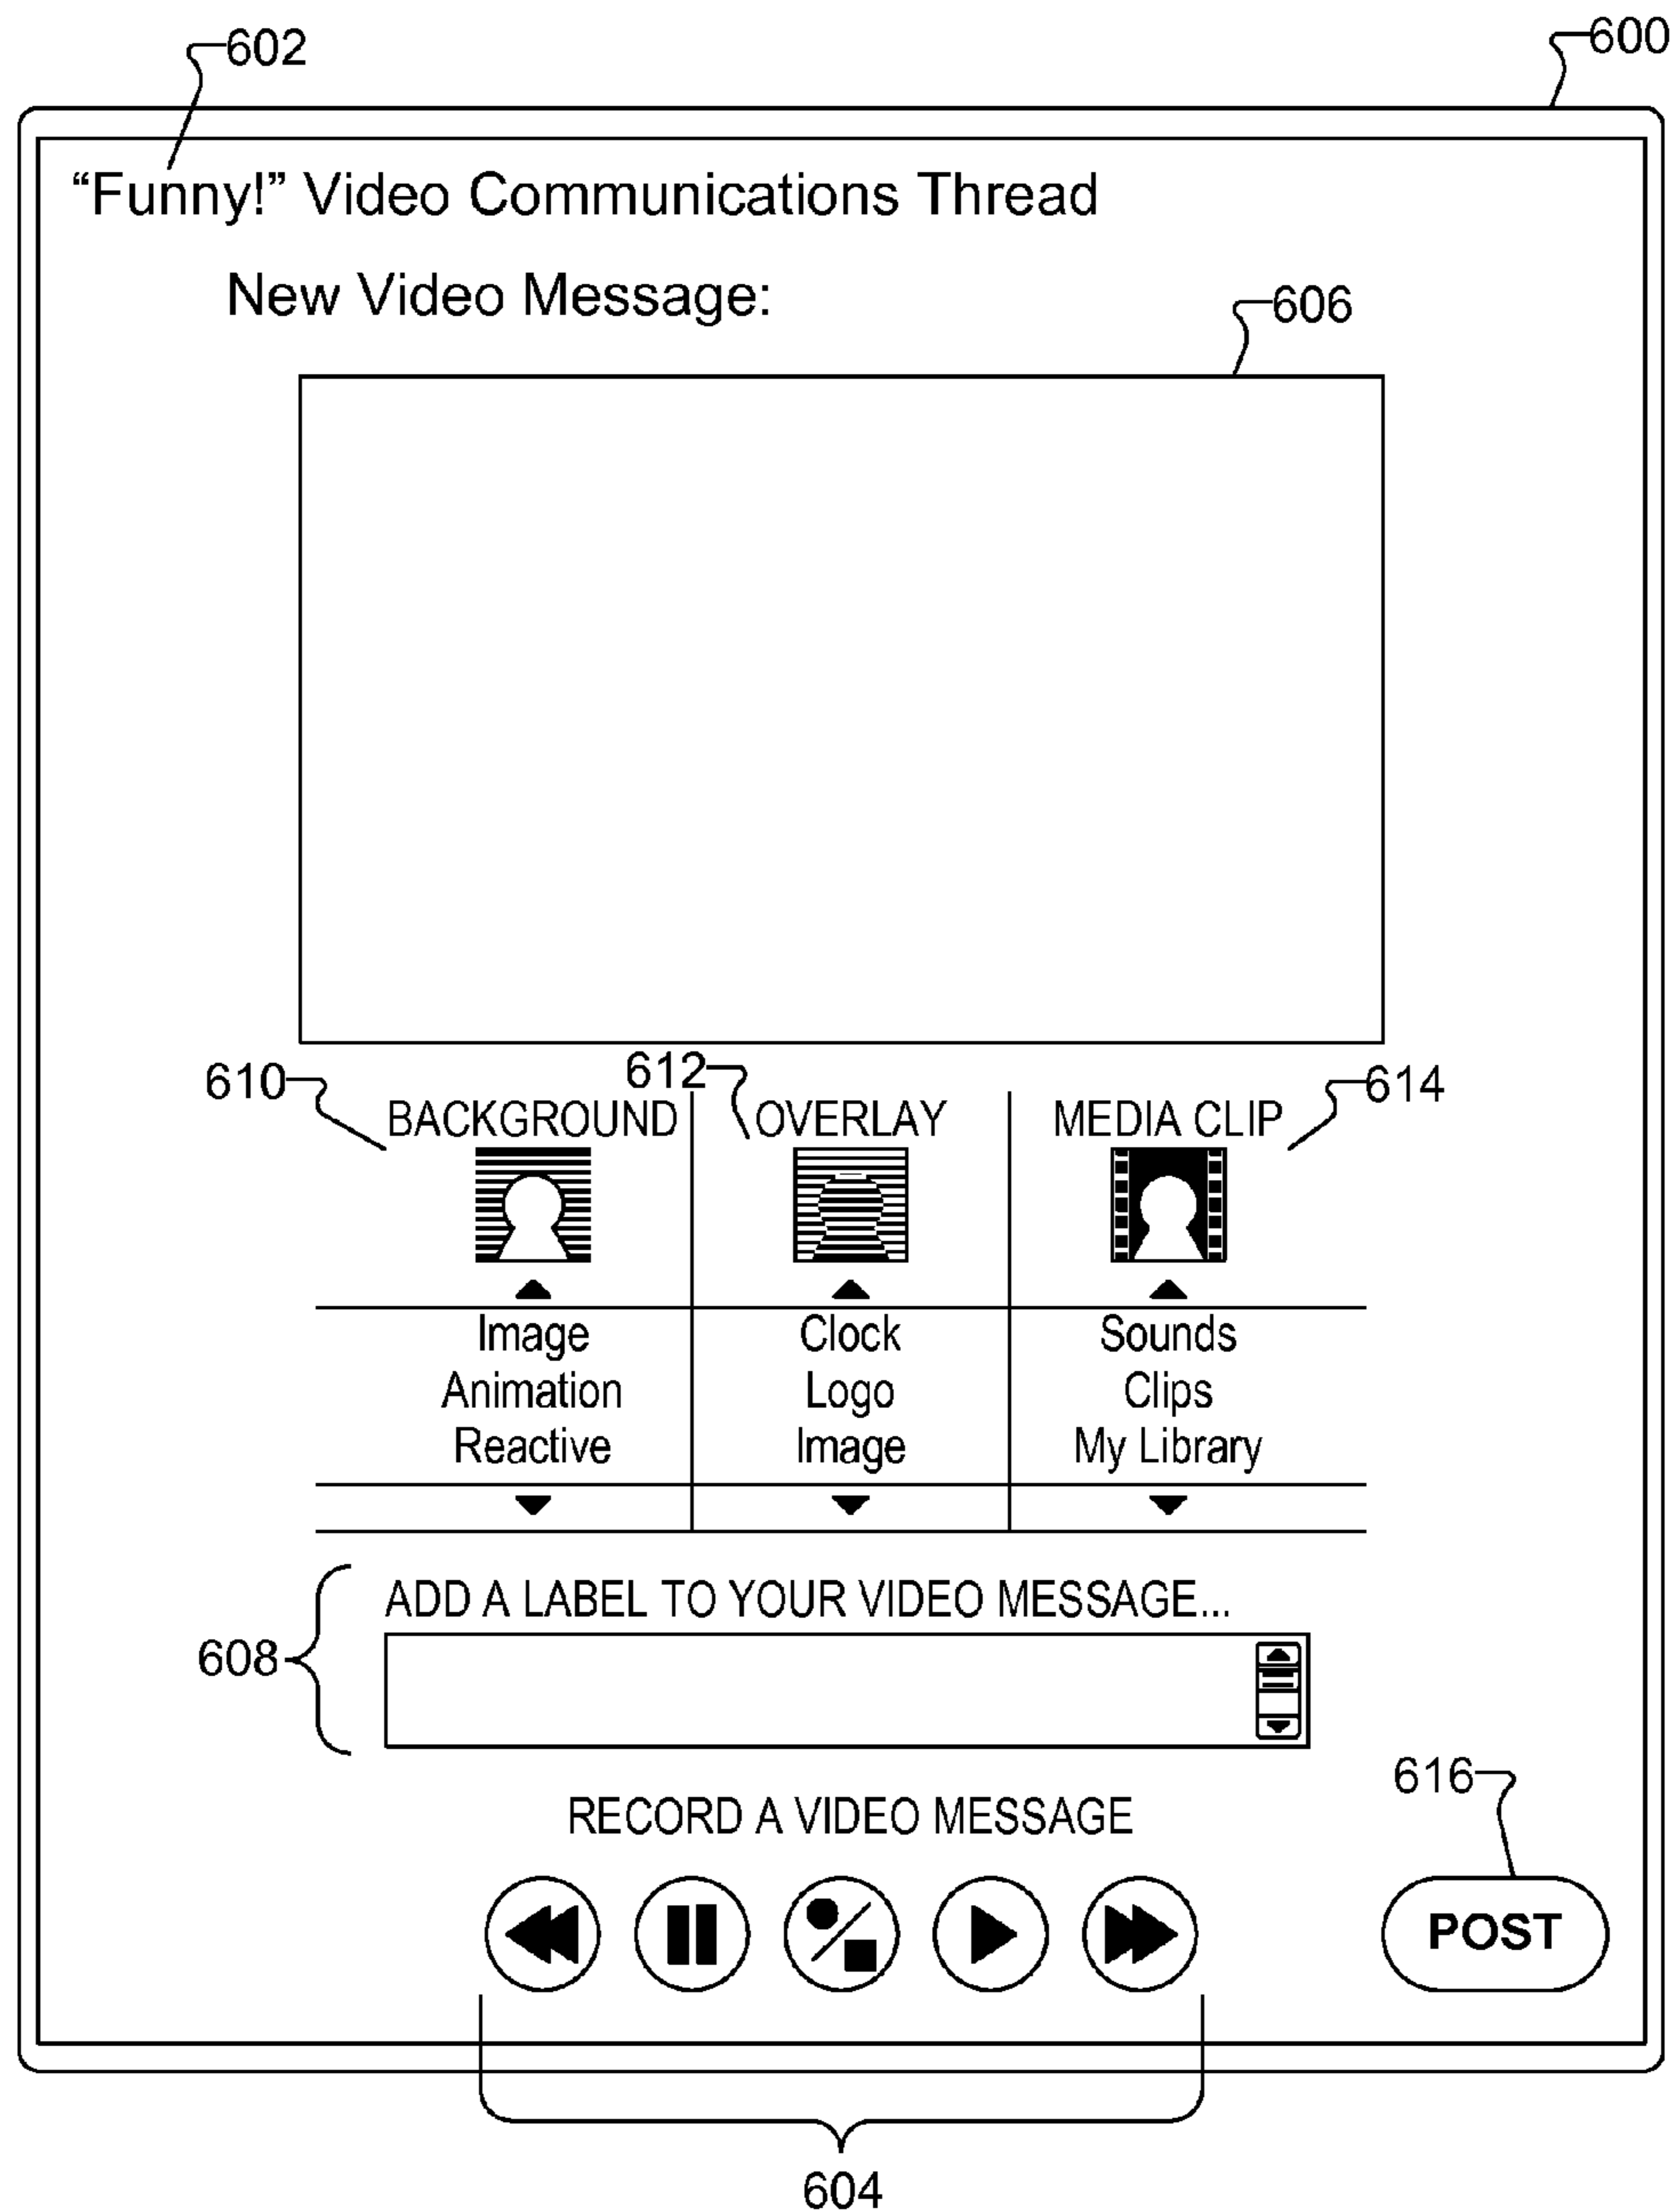 602
600
“Funny!” Video Communications Thread
New Video Message:
606
610
612
614
BACKGROUND
OVERLAY
MEDIA CLIP
Image
Clock
Sounds
Animation
Logo
Clips
Reactive
Image
My Library
ADD A LABEL TO YOUR VIDEO MESSAGE...
608
616
RECORD A VIDEO MESSAGE
POST
604